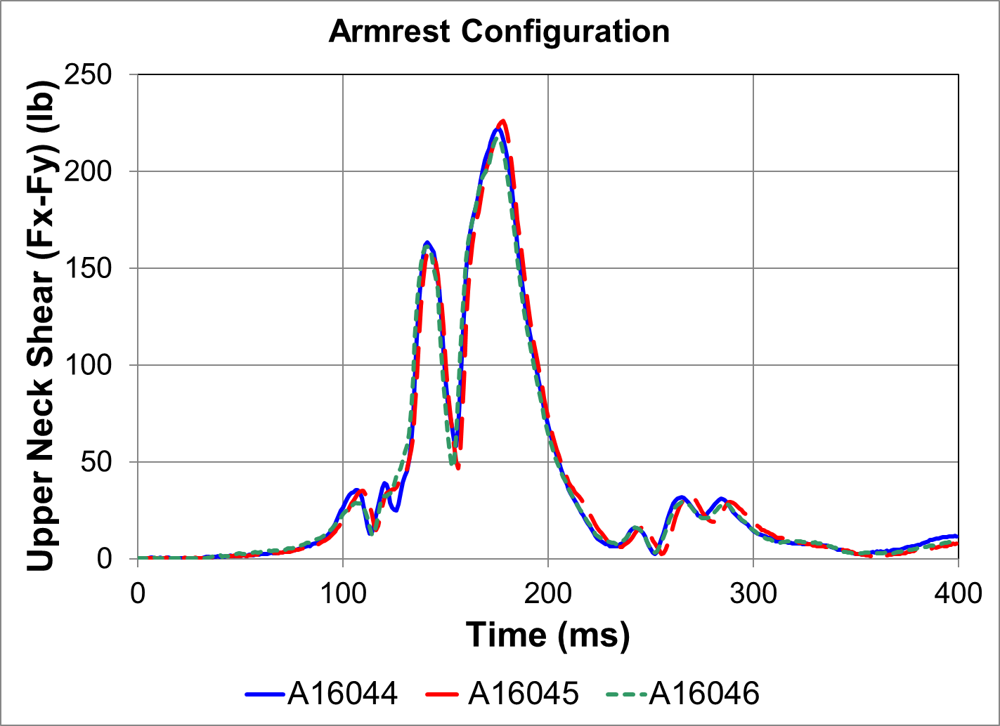 Armrest Configuration
Upper Neck Shear (Fx-Fy) (lb)
250
200
150
100
50
0
0 100 200 300 400
Time (ms)
A16044 A16045 A16046